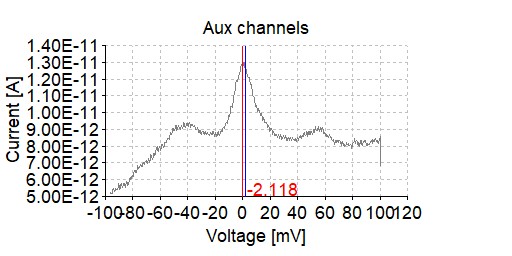 Aux channels
1.40E-11
1.30E-11
1.20E-11
1.10E-11
1.00E-11
9.00E-12
8.00E-12
7.00E-12
6.00E-12
5.00E-12
Current [A]
-2.118
-100 -80 -60 -40 -20 0 20 40 60 80 100 120
Voltage [mV]